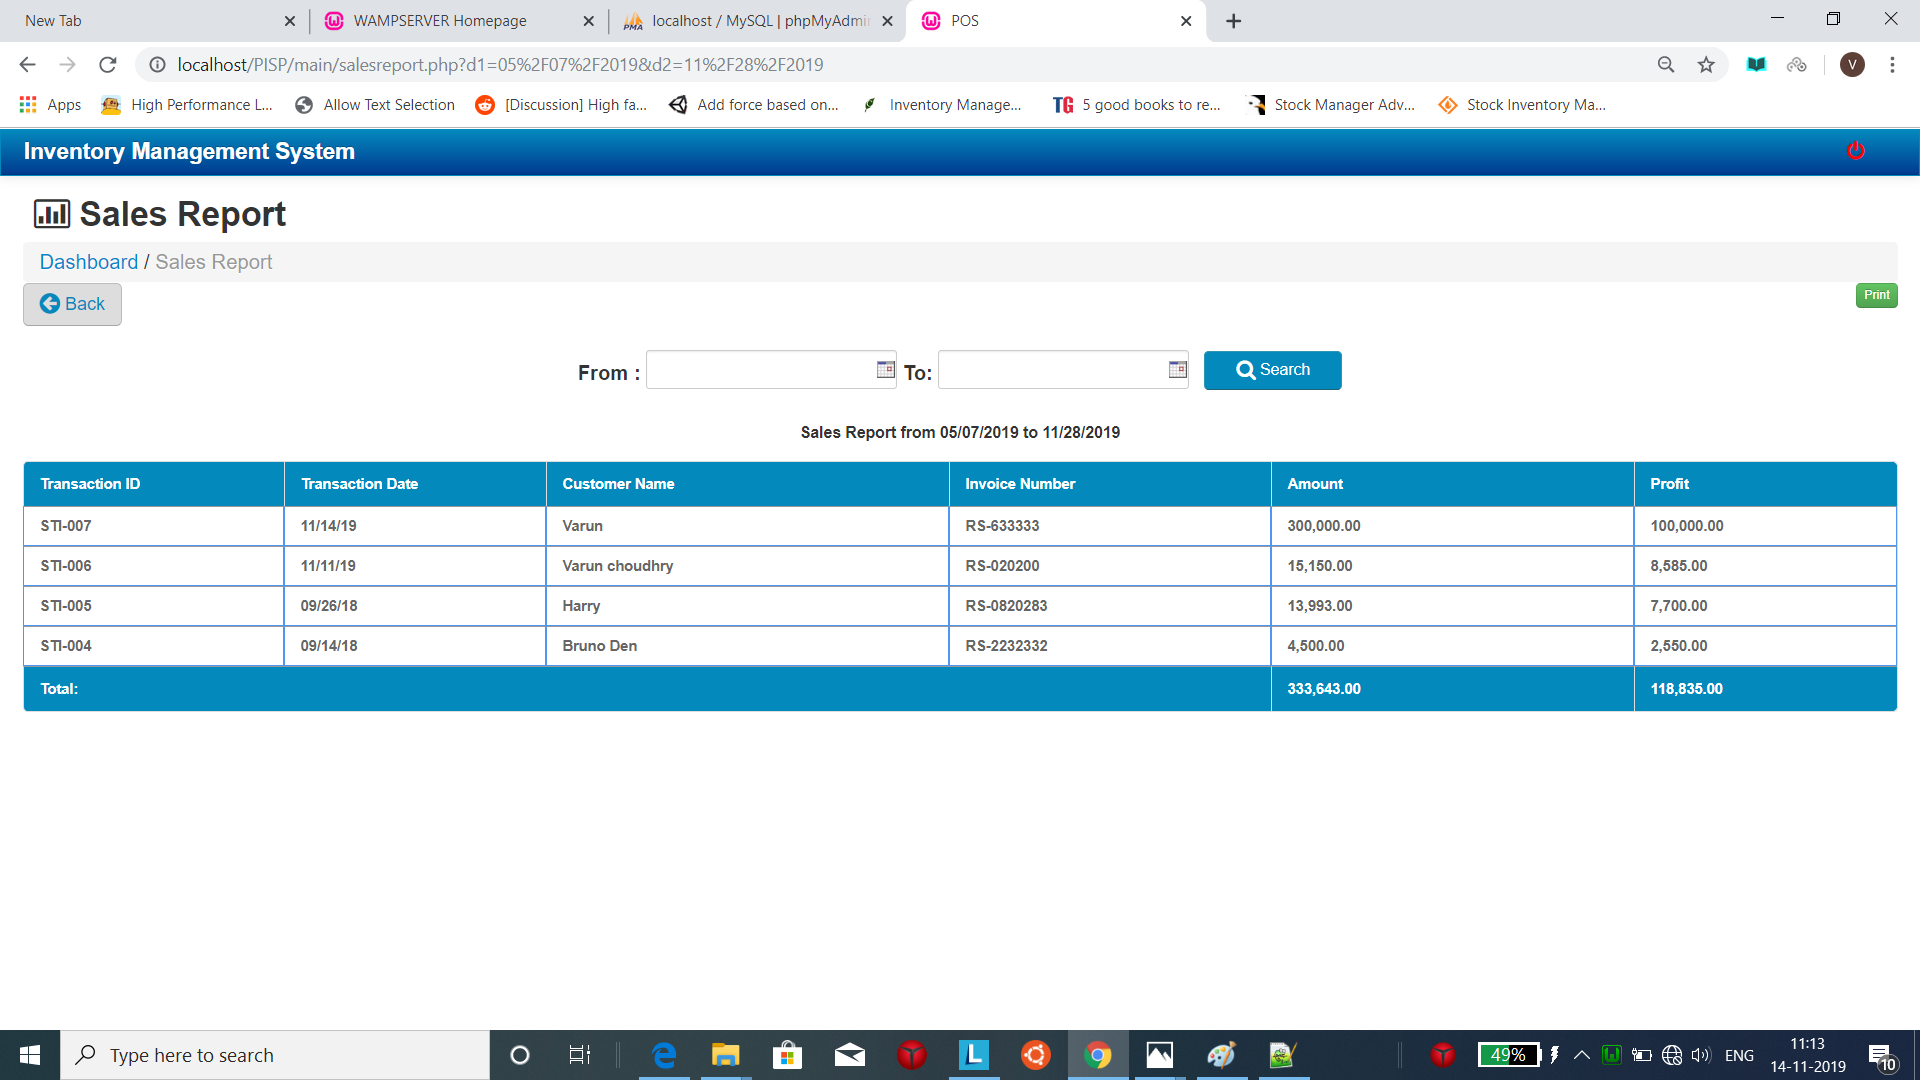 New Tab
WAMPSERVER Homepage
localhost / MySQL | phpMyAdmi
POS
localhost/PISP/main/salesreport.php?d1=05%2F07%2F2019&d2=11%2F28%2F2019
V
Apps
High Performance L...
Allow Text Selection
[Discussion] High fa...
Add force based on...
Inventory Manage...
TG 5 good books to re...
Stock Manager Adv...
Stock Inventory Ma...
Inventory Management System
Sales Report
Dashboard / Sales Report
Back
Print
From :
To:
Search
Sales Report from 05/07/2019 to 11/28/2019
Transaction ID Transaction Date Customer Name Invoice Number Amount Profit
STI-007 11/14/19 Varun RS-633333 300,000.00 100,000.00
STI-006 11/11/19 Varun choudhry RS-020200 15,150.00 8,585.00
STI-005 09/26/18 Harry RS-0820283 13,993.00 7,700.00
STI-004 09/14/18 Bruno Den RS-2232332 4,500.00 2,550.00
Total: 333,643.00 118,835.00
Type here to search
L
49%
ENG
11:13
14-11-2019
10